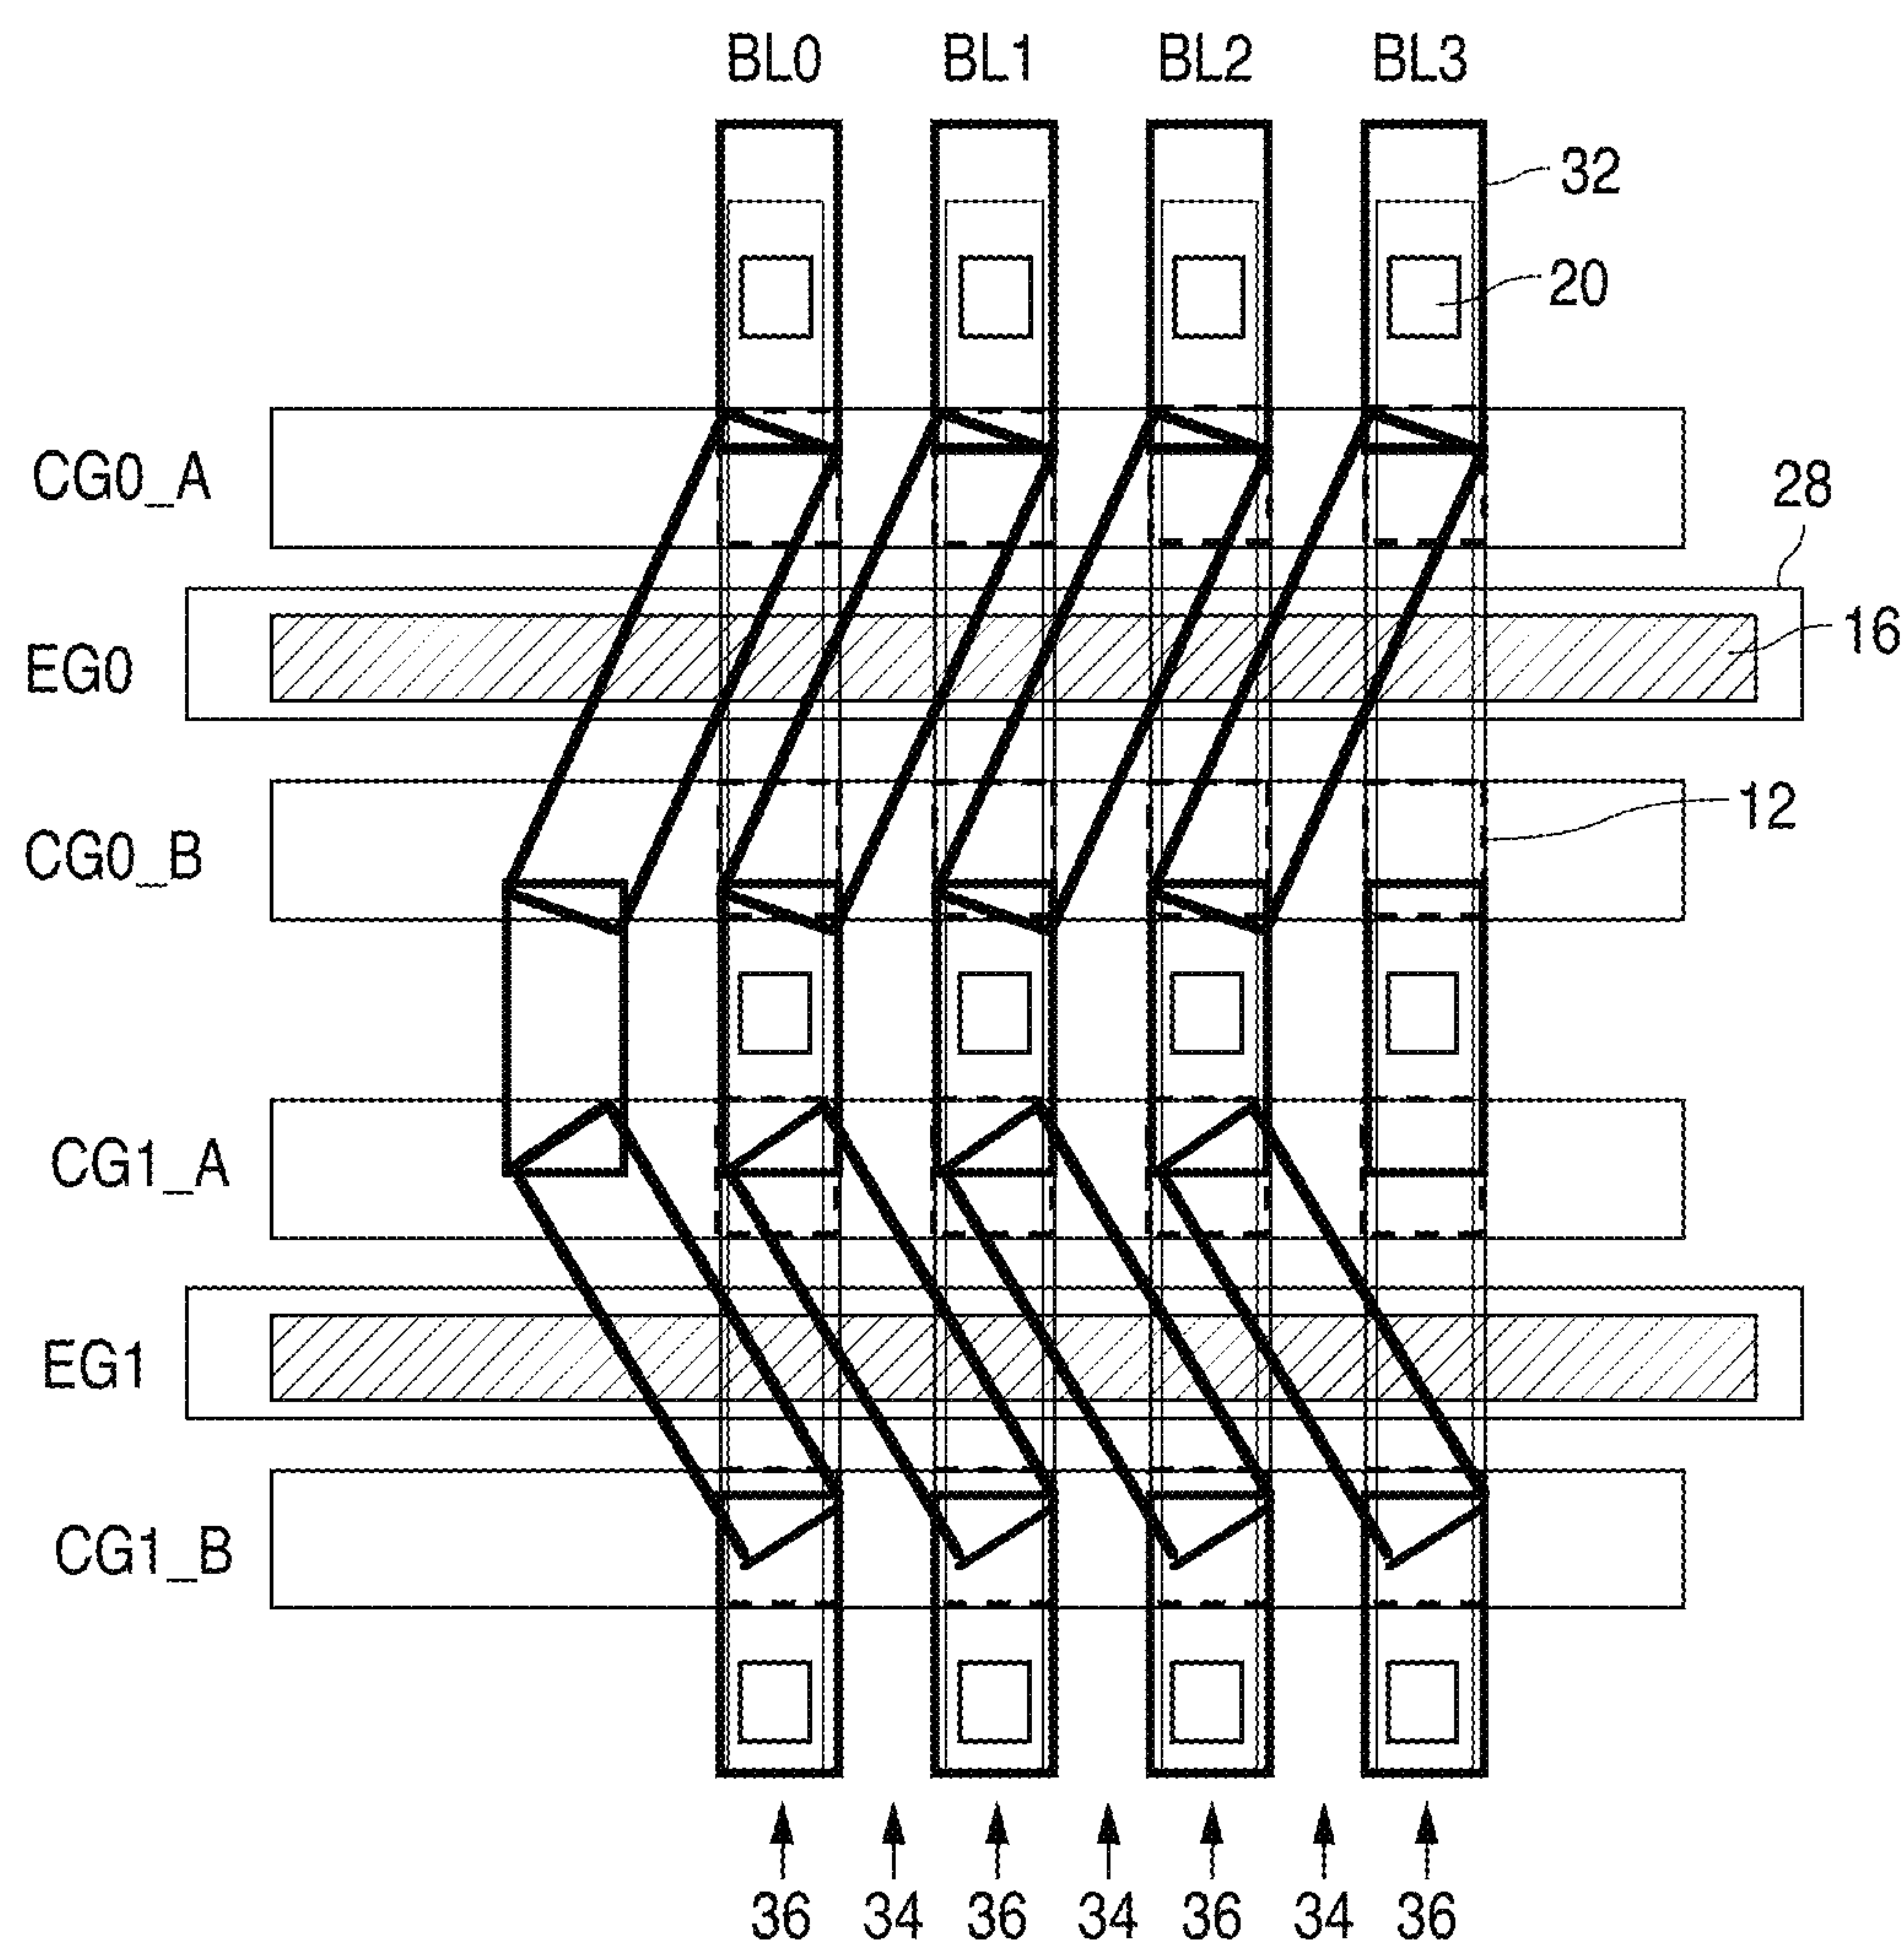 BL0 BL1 BL2 BL3
32
20
CG0_A
28
16
EG0
12
CG0_B
CG1_A
EG1
CG1_B
36 34 36 34 36 34 36